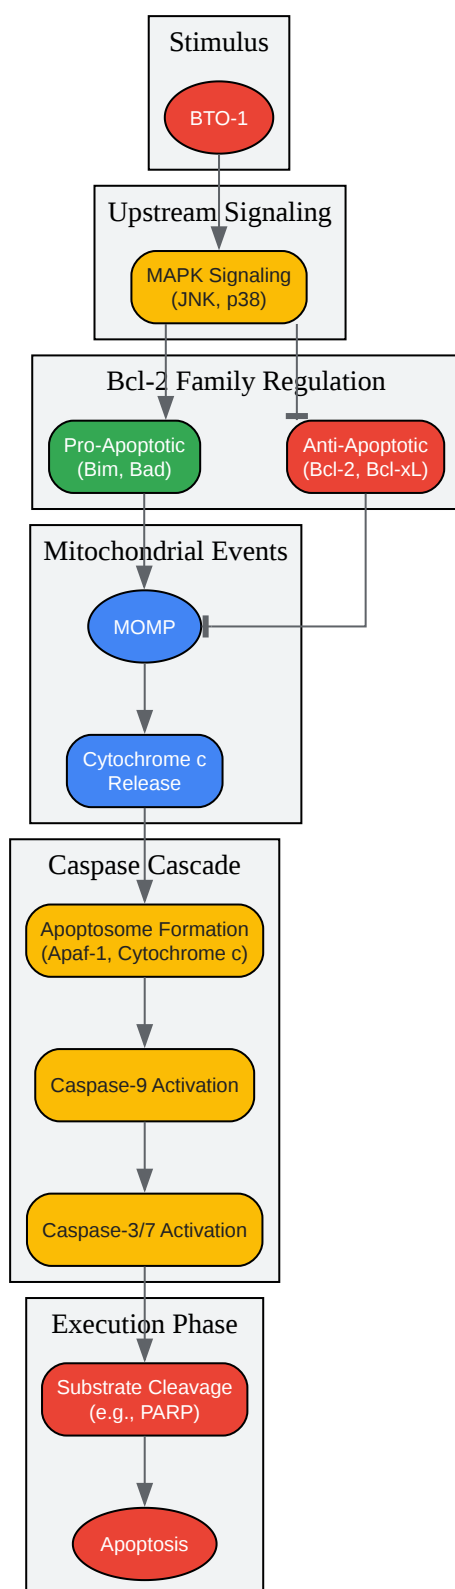 Stimulus
BTO-1
Upstream Signaling
MAPK Signaling
(JNK, p38)
Bcl-2 Family Regulation
Pro-Apoptotic
(Bim, Bad)
Anti-Apoptotic
(Bcl-2, Bcl-xL)
Mitochondrial Events
MOMP
Cytochrome c
Release
Caspase Cascade
Apoptosome Formation
(Apaf-1, Cytochrome c)
Caspase-9 Activation
Caspase-3/7 Activation
Execution Phase
Substrate Cleavage
(e.g., PARP)
Apoptosis